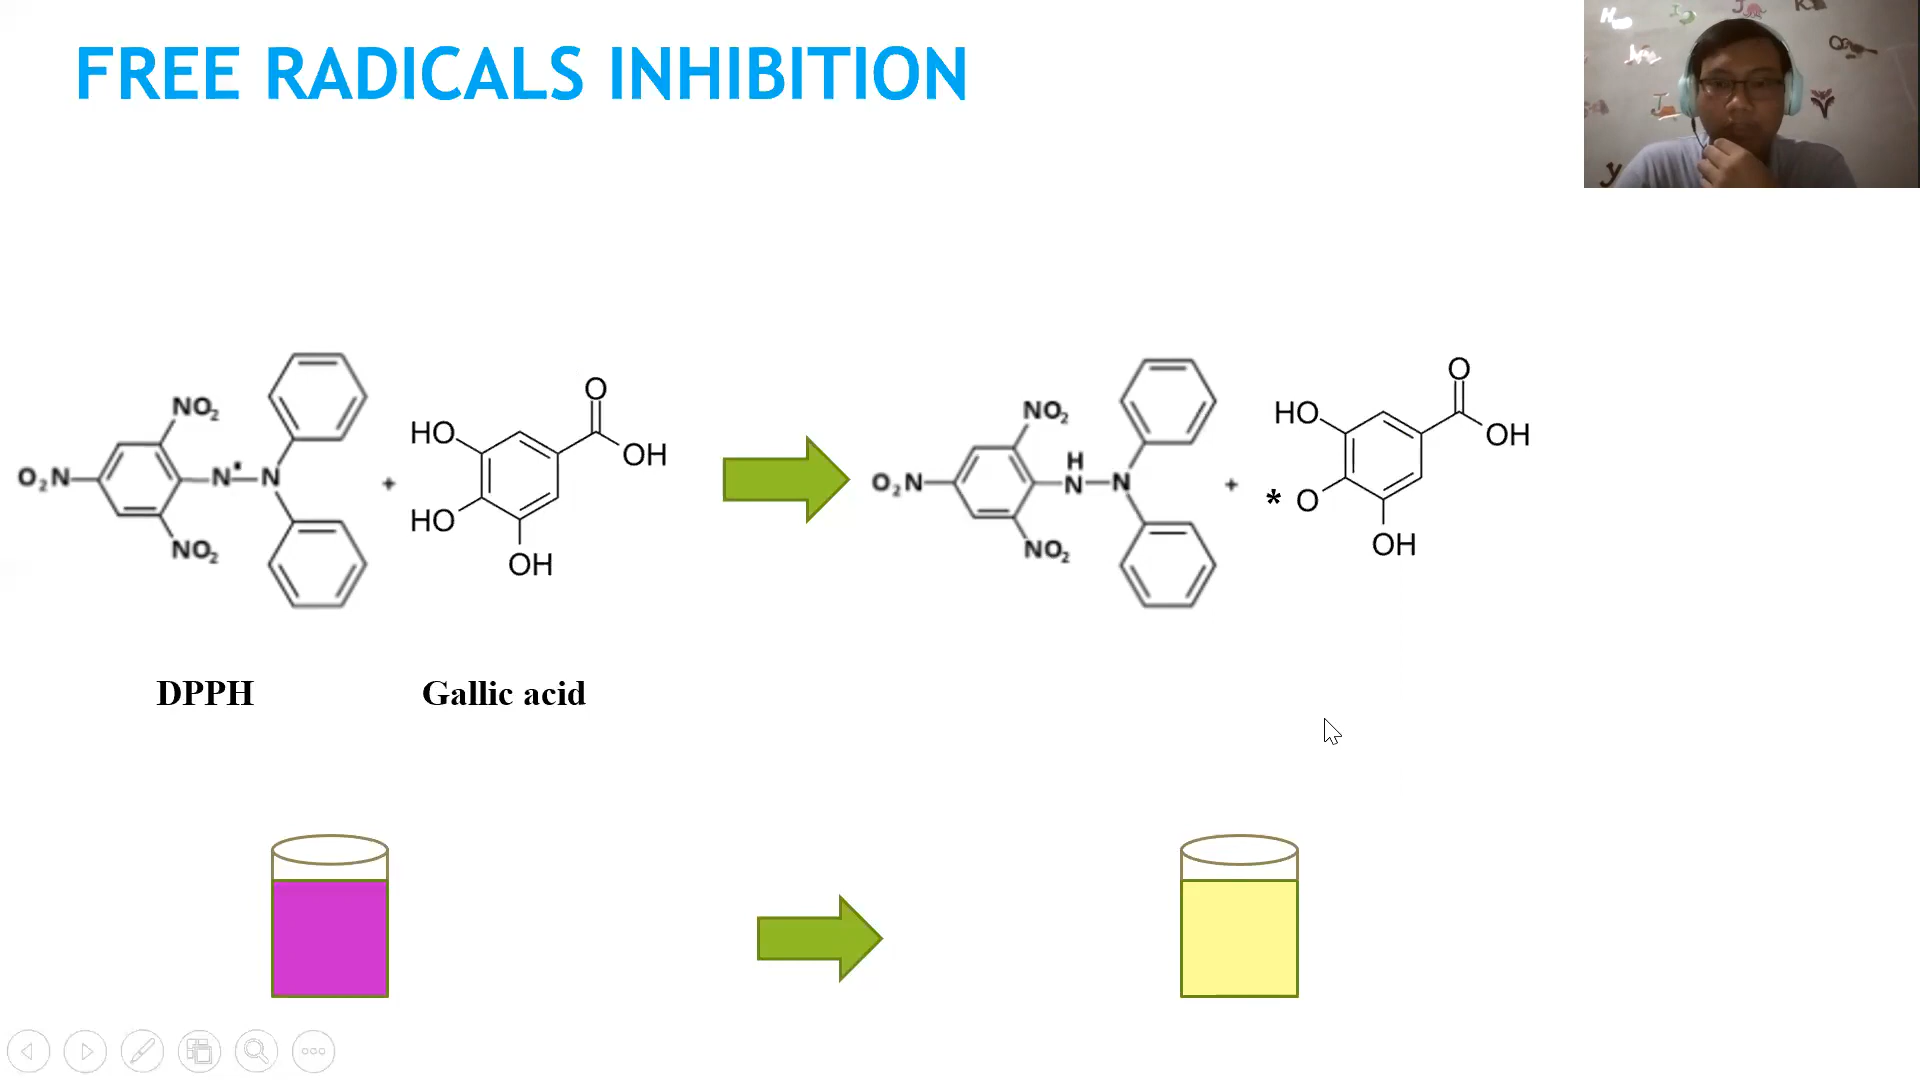 FREE RADICALS INHIBITION
H
I
J
K
N
Q
I
Y
NO₂
O₂N
N•
N
NO₂
+
O
HO
OH
HO
OH
NO₂
O₂N
H
N
N
NO₂
+
O
HO
OH
* O
OH
DPPH
Gallic acid